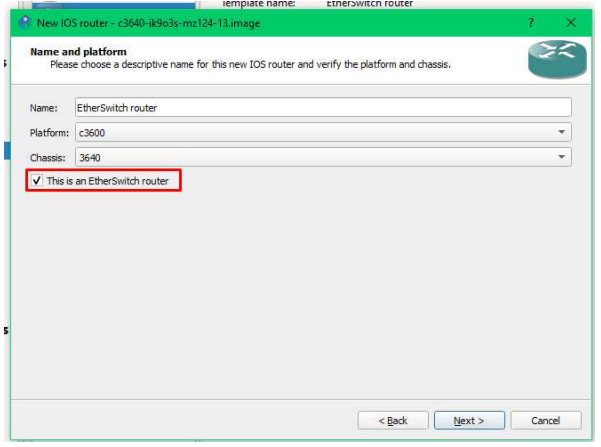 Template name: EtherSwitch router
New IOS router - c3640-ik9o3s-mz124-13.image ? ×
Name and platform
Please choose a descriptive name for this new IOS router and verify the platform and chassis.
Name: EtherSwitch router
Platform: c3600
Chassis: 3640
This is an EtherSwitch router
s
< Back Next > Cancel